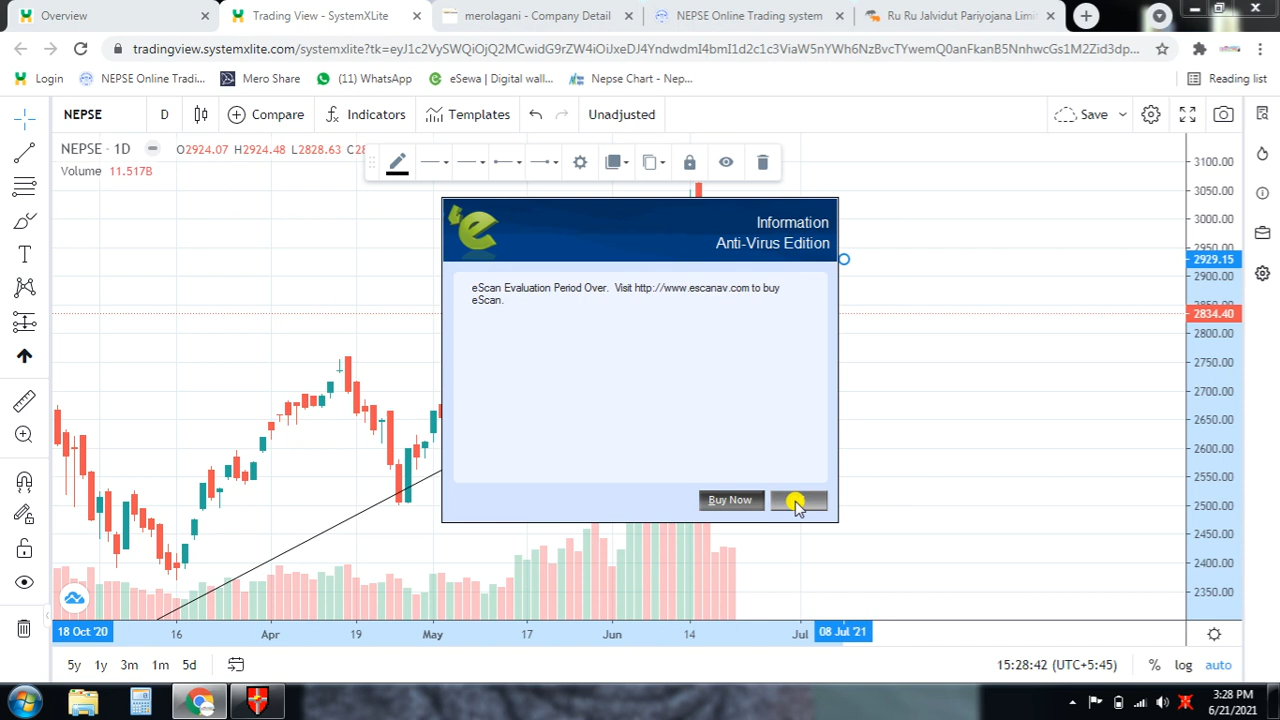 Overview
Trading View - SystemXLite
merolagani - Company Detail
NEPSE Online Trading system
Ru Ru Jalvidut Pariyojana Limi
Login
NEPSE Online Tradi...
Mero Share
(11) WhatsApp
eSewa | Digital wall...
Nepse Chart - Nep...
Reading list
NEPSE
D
Compare
Indicators
Templates
Unadjusted
Save
NEPSE · 1D
O2924.07 H2924.48 L2828.63 C28
Volume 11.517B
Information
Anti-Virus Edition
eScan Evaluation Period Over. Visit http://www.escanav.com to buy
eScan.
Buy Now
3100.00
3050.00
3000.00
2950.00
2929.15
2900.00
2834.40
2800.00
2750.00
2700.00
2650.00
2600.00
2550.00
2500.00
2450.00
2400.00
2350.00
18 Oct '20
16
Apr
19
May
17
Jun
14
Jul
08 Jul '21
5y
1y
3m
1m
5d
15:28:42 (UTC+5:45)
%
log
auto
3:28 PM
6/21/2021